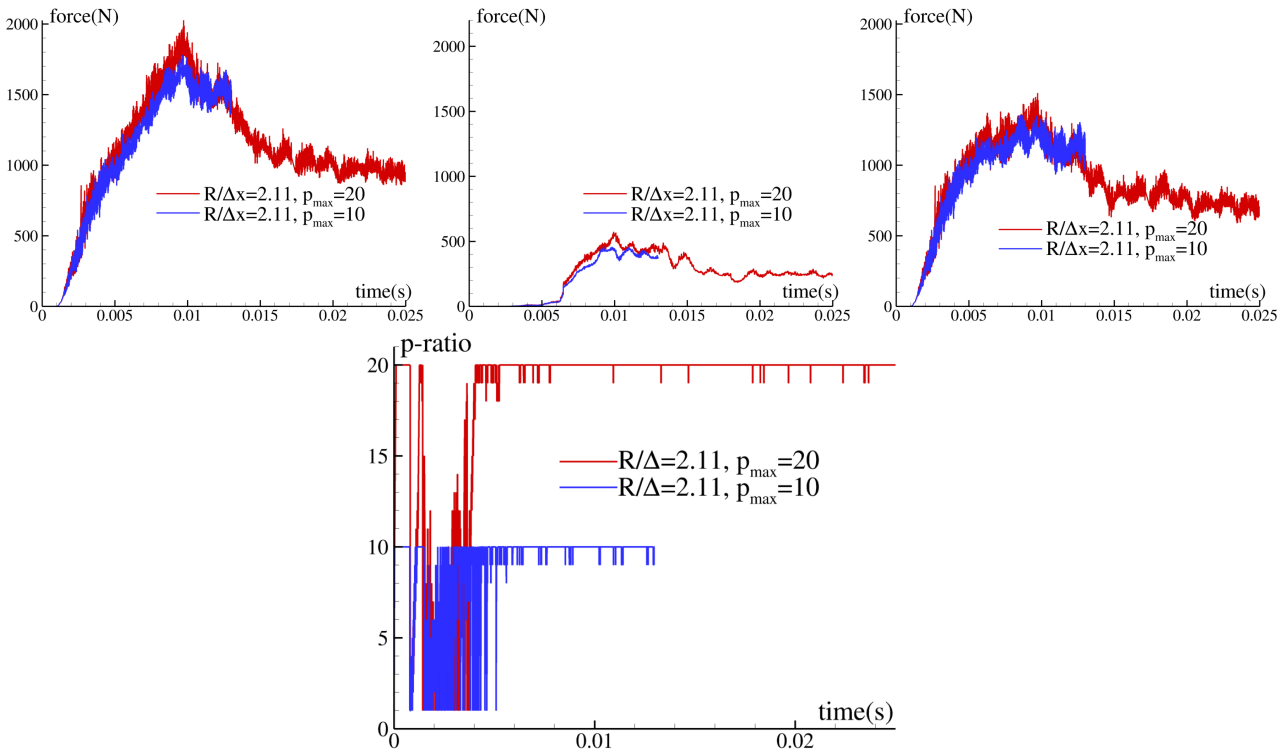 force(N)
2000
1500
1000
500
0
R/Δx=2.11, pmax=20
R/Δx=2.11, pmax=10
time(s)
0 0.005 0.01 0.015 0.02 0.025
force(N)
2000
1500
1000
500
0
R/Δx=2.11, pmax=20
R/Δx=2.11, pmax=10
time(s)
0 0.005 0.01 0.015 0.02 0.025
force(N)
2000
1500
1000
500
0
R/Δx=2.11, pmax=20
R/Δx=2.11, pmax=10
time(s)
0 0.005 0.01 0.015 0.02 0.025
p-ratio
20
15
10
5
0
R/Δ=2.11, pmax=20
R/Δ=2.11, pmax=10
time(s)
0 0.01 0.02